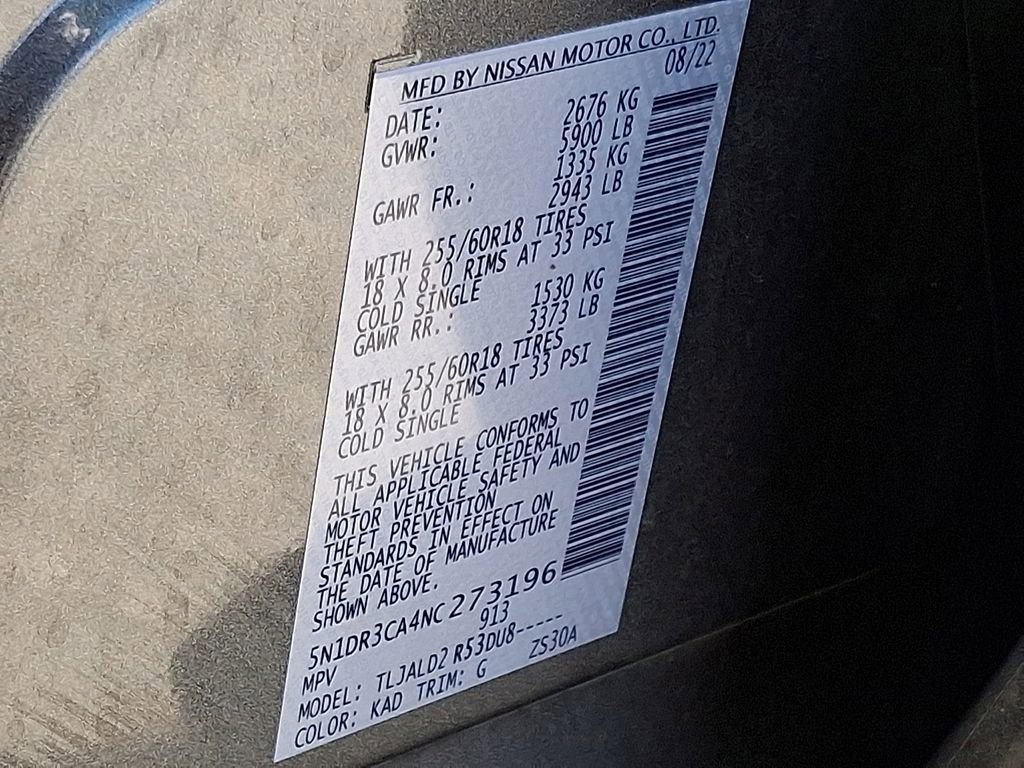 MFD BY NISSAN MOTOR CO., LTD.
DATE: 08/22
GVWR: 2676 KG
5900 LB
GAWR FR.: 1335 KG
2943 LB
WITH 255/60R18 TIRES
18 X 8.0 RIMS AT 33 PSI
COLD SINGLE
GAWR RR.: 1530 KG
3373 LB
WITH 255/60R18 TIRES
18 X 8.0 RIMS AT 33 PSI
COLD SINGLE
THIS VEHICLE CONFORMS TO
ALL APPLICABLE FEDERAL
MOTOR VEHICLE SAFETY AND
THEFT PREVENTION
STANDARDS IN EFFECT ON
THE DATE OF MANUFACTURE
SHOWN ABOVE.
5N1DR3CA4NC273196
MPV 913
MODEL: TLJALD2 R53DU8-----
COLOR: KAD TRIM: G ZS30A